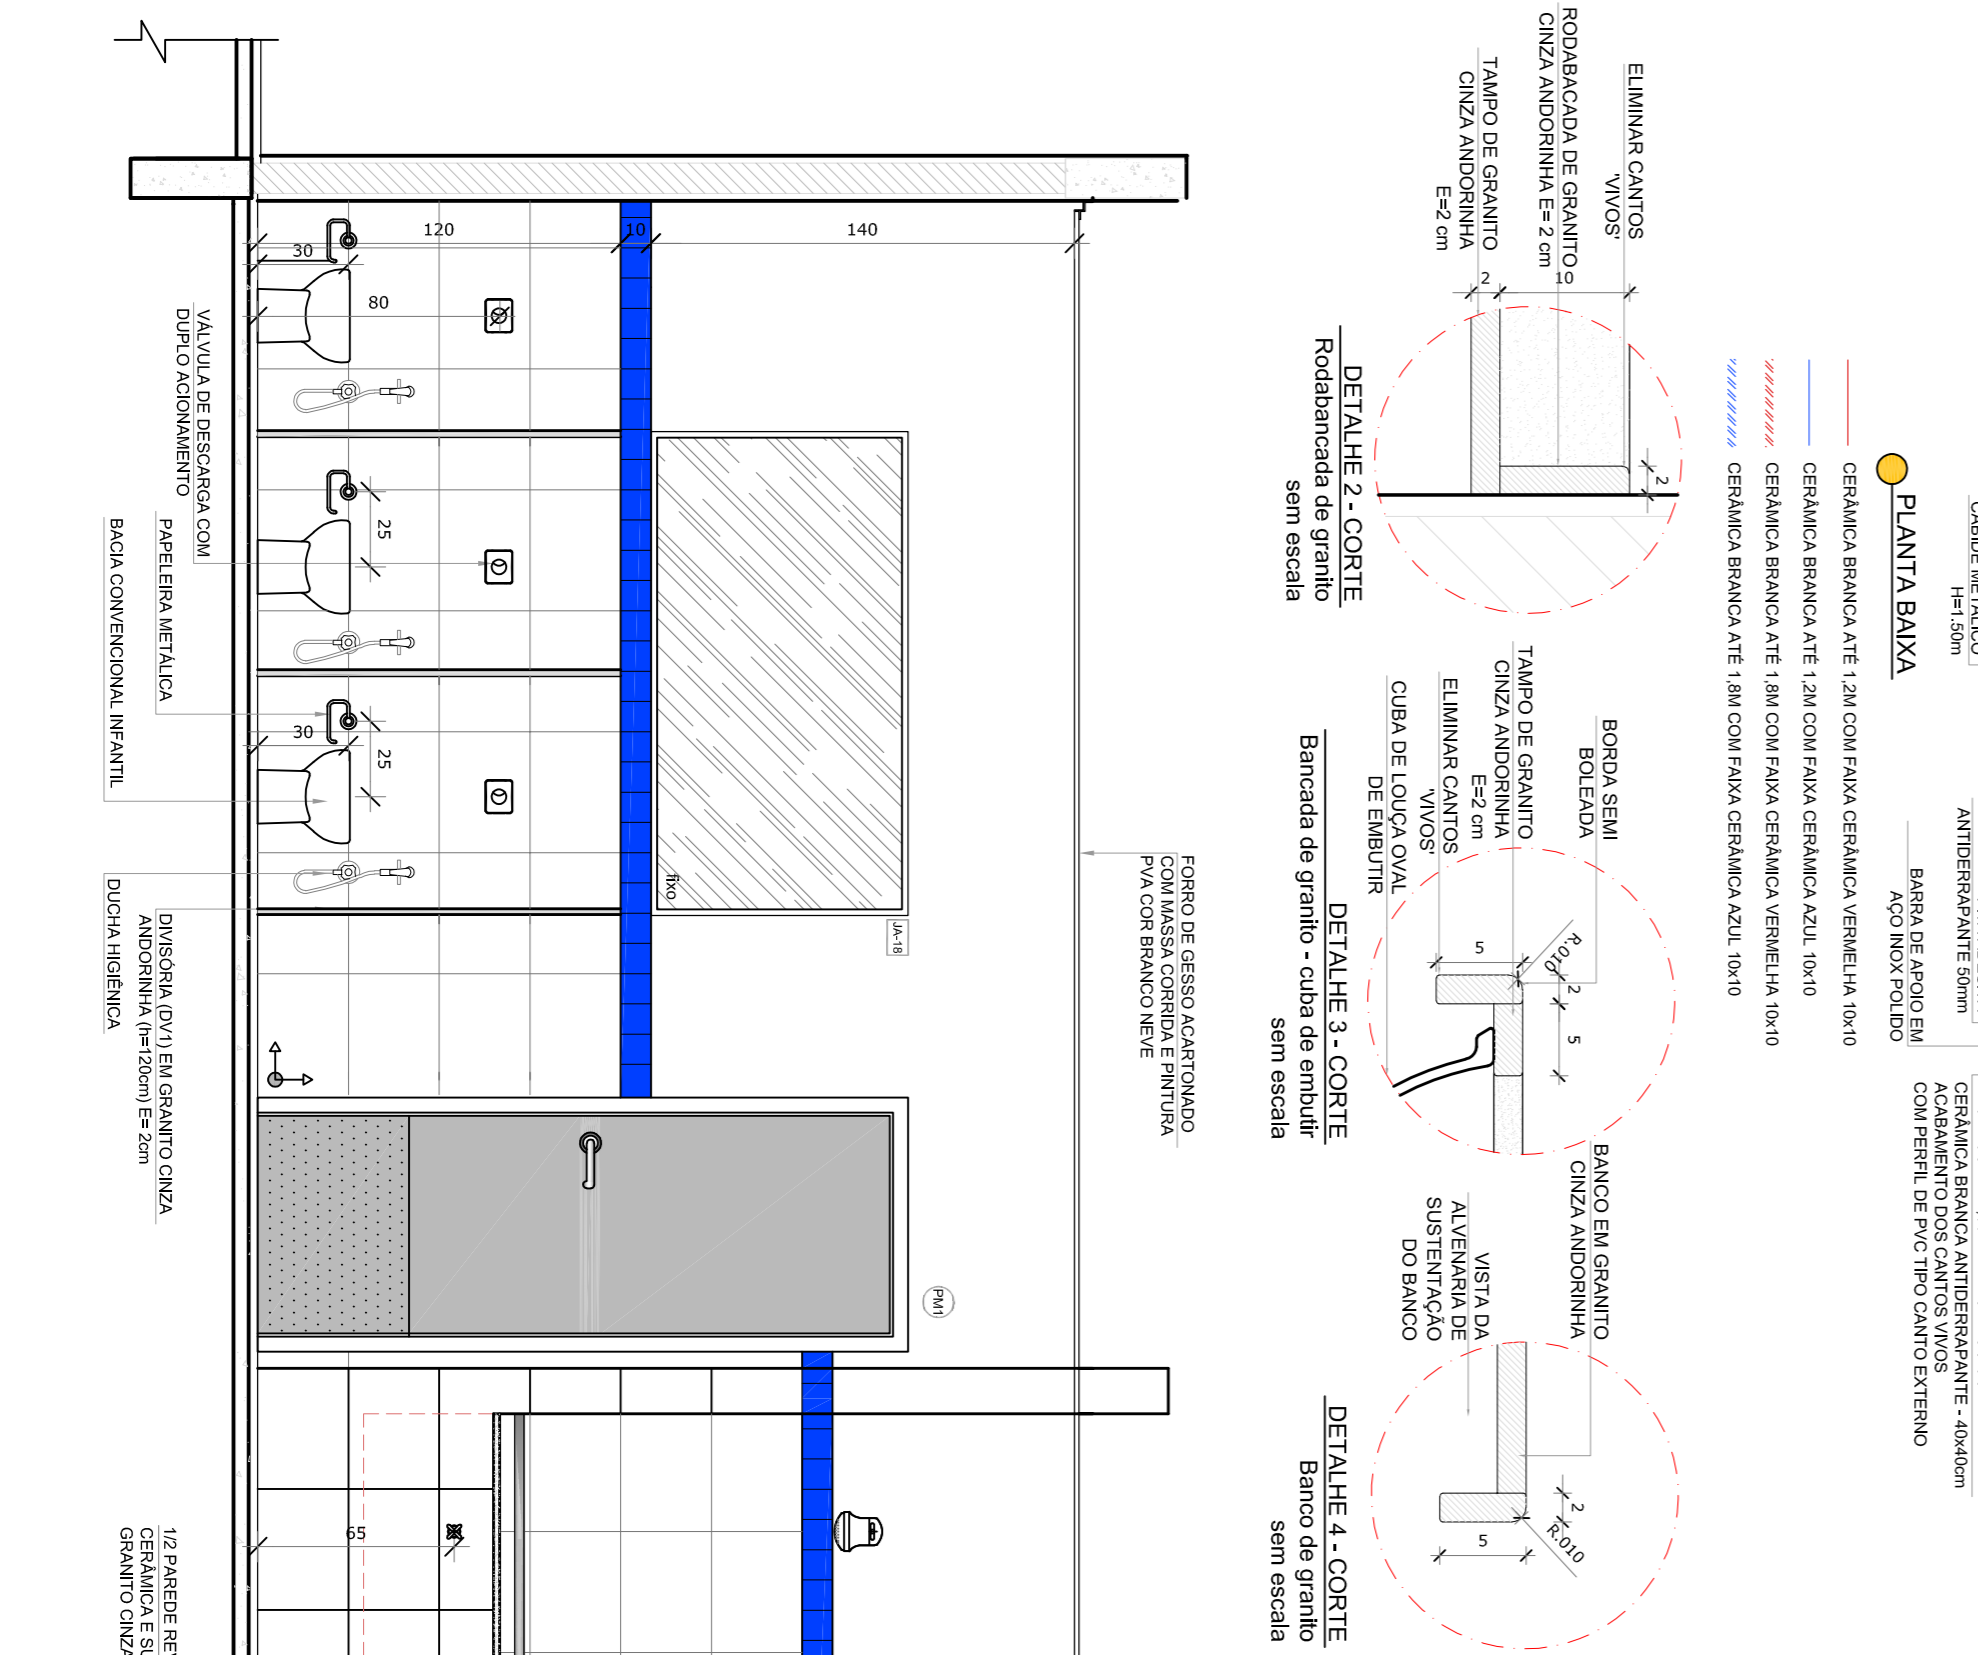 CABIDE METÁLICO
H=1.50m
ANTIDERRAPANTE 50mm
BARRA DE APOIO EM
AÇO INOX POLIDO
CERÂMICA BRANCA ANTIDERRAPANTE - 40x40cm
ACABAMENTO DOS CANTOS VIVOS
COM PERFIL DE PVC TIPO CANTO EXTERNO
PLANTA BAIXA
CERÂMICA BRANCA ATÉ 1,2M COM FAIXA CERÂMICA VERMELHA 10x10
CERÂMICA BRANCA ATÉ 1,2M COM FAIXA CERÂMICA AZUL 10x10
CERÂMICA BRANCA ATÉ 1,8M COM FAIXA CERÂMICA VERMELHA 10x10
CERÂMICA BRANCA ATÉ 1,8M COM FAIXA CERÂMICA AZUL 10x10
ELIMINAR CANTOS
'VIVOS'
RODABACADA DE GRANITO
CINZA ANDORINHA E= 2 cm
TAMPO DE GRANITO
CINZA ANDORINHA
E=2 cm
2
10
2
DETALHE 2 - CORTE
Rodabancada de granito
sem escala
BORDA SEMI
BOLEADA
TAMPO DE GRANITO
CINZA ANDORINHA
E=2 cm
ELIMINAR CANTOS
'VIVOS'
CUBA DE LOUÇA OVAL
DE EMBUTIR
R.010
5
2
5
DETALHE 3 - CORTE
Bancada de granito - cuba de embutir
sem escala
BANCO EM GRANITO
CINZA ANDORINHA
VISTA DA
ALVENARIA DE
SUSTENTAÇÃO
DO BANCO
2
R.010
5
DETALHE 4 - CORTE
Banco de granito
sem escala
FORRO DE GESSO ACARTONADO
COM MASSA CORRIDA E PINTURA
PVA COR BRANCO NEVE
140
10
120
30
80
25
30
25
fixo
JA-18
PM1
65
VÁLVULA DE DESCARGA COM
DUPLO ACIONAMENTO
PAPELEIRA METÁLICA
BACIA CONVENCIONAL INFANTIL
DIVISÓRIA (DV1) EM GRANITO CINZA
ANDORINHA (h=120cm) E= 2cm
DUCHA HIGIÊNICA
1/2 PAREDE
CERÂMICA E
GRANITO CINZA